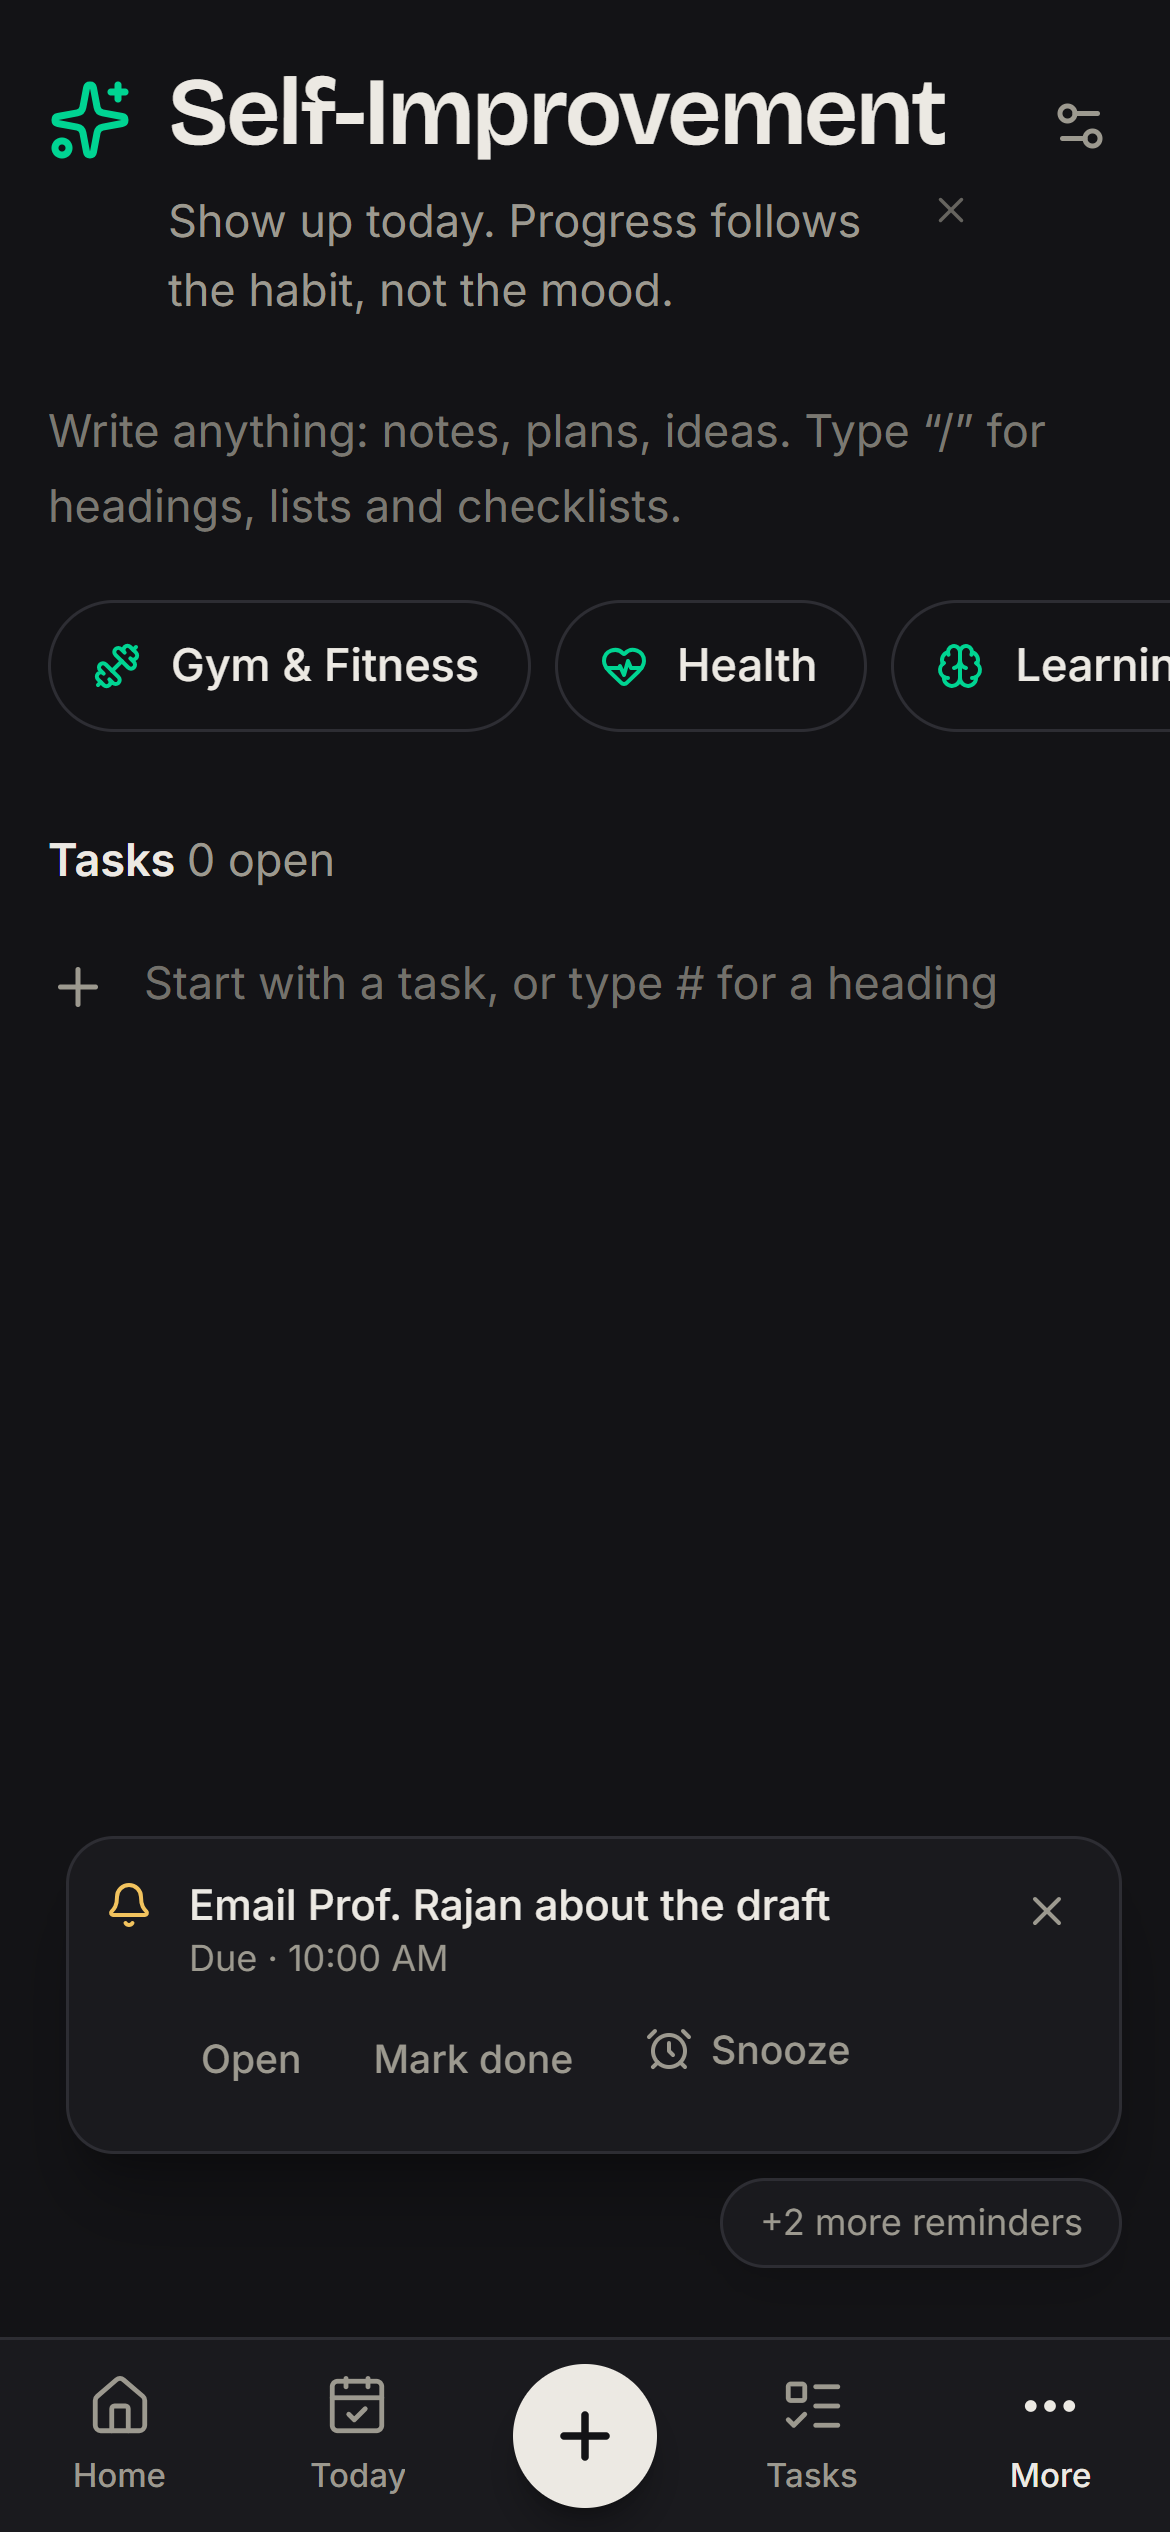 Self-Improvement
Show up today. Progress follows
the habit, not the mood.
Write anything: notes, plans, ideas. Type “/” for
headings, lists and checklists.
Gym & Fitness
Health
Learnin
Tasks 0 open
Start with a task, or type # for a heading
Email Prof. Rajan about the draft
Due · 10:00 AM
Open
Mark done
Snooze
+2 more reminders
Home
Today
Tasks
More